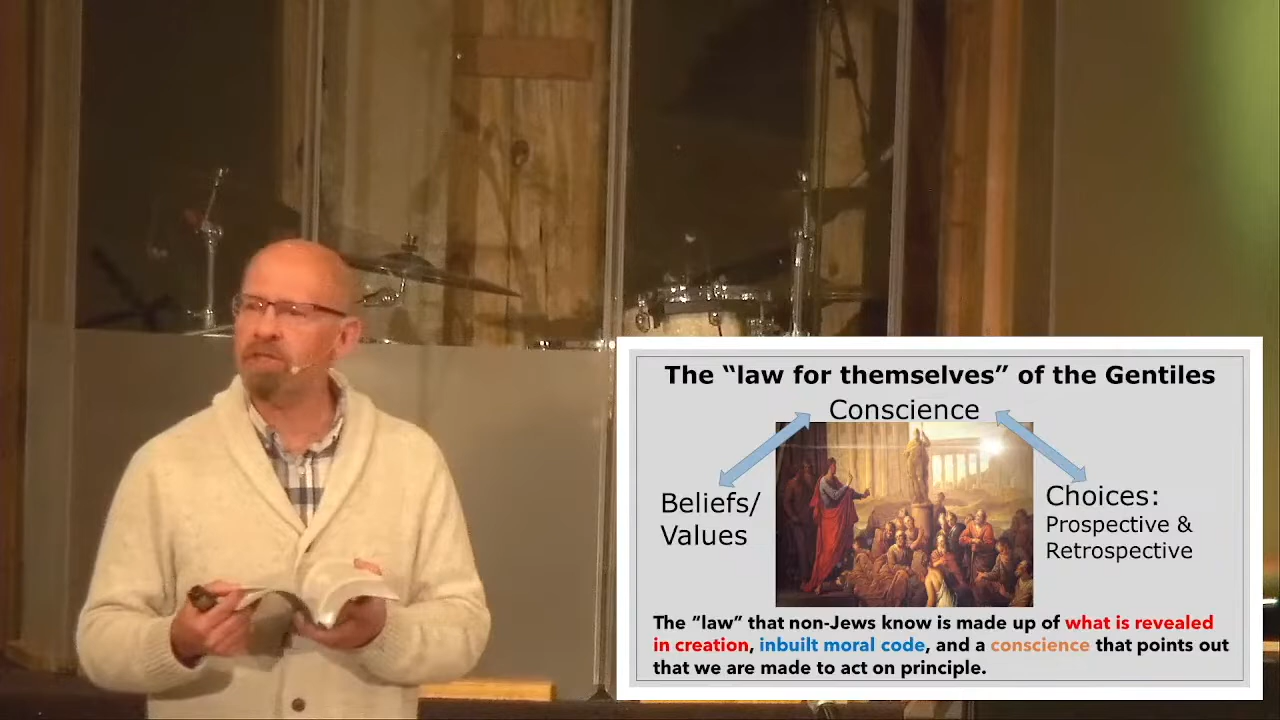 The “law for themselves” of the Gentiles
Conscience
Beliefs/
Values
Choices:
Prospective &
Retrospective
The “law” that non-Jews know is made up of what is revealed
in creation, inbuilt moral code, and a conscience that points out
that we are made to act on principle.